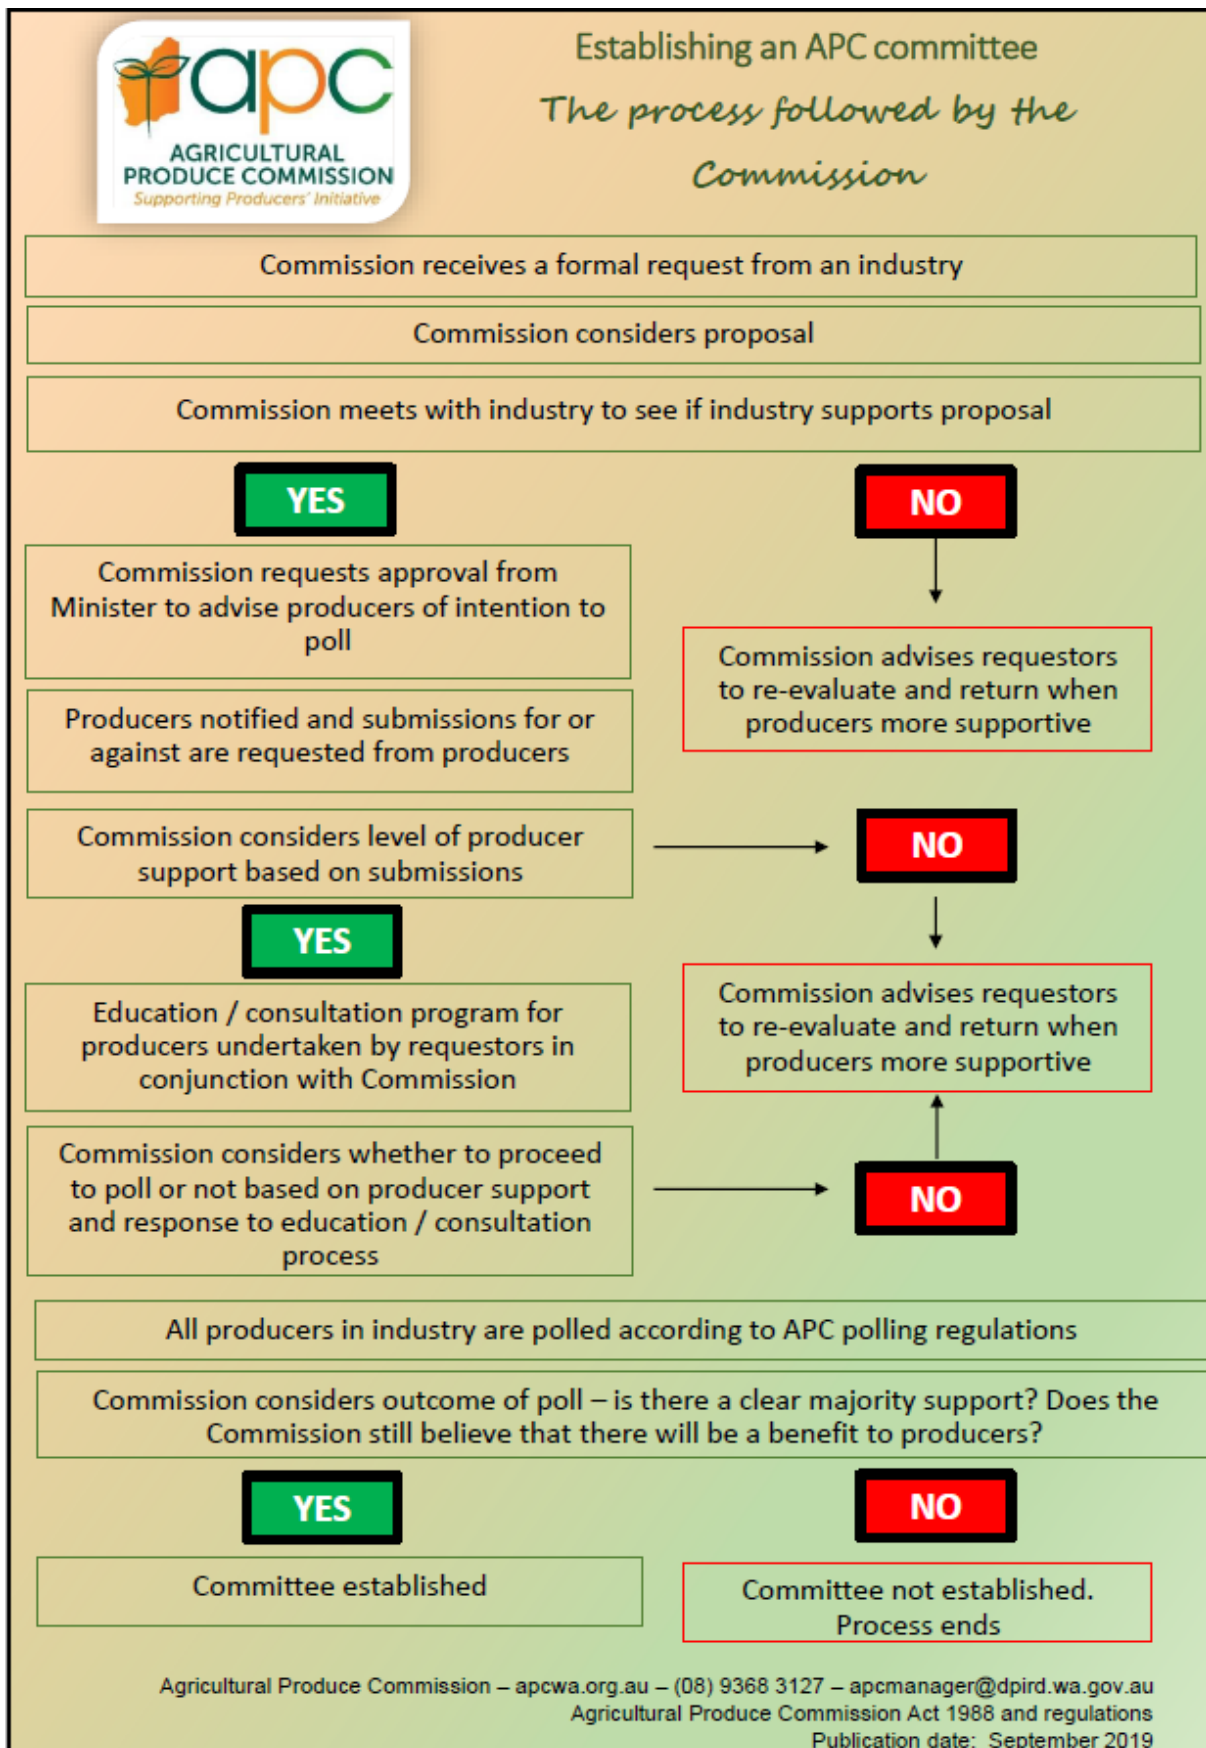 apc
AGRICULTURAL
PRODUCE COMMISSION
Supporting Producers' Initiative
Establishing an APC committee
The process followed by the
Commission
Commission receives a formal request from an industry
Commission considers proposal
Commission meets with industry to see if industry supports proposal
YES
NO
Commission requests approval from
Minister to advise producers of intention to
poll
Commission advises requestors
to re-evaluate and return when
producers more supportive
Producers notified and submissions for or
against are requested from producers
Commission considers level of producer
support based on submissions
NO
YES
Commission advises requestors
to re-evaluate and return when
producers more supportive
Education / consultation program for
producers undertaken by requestors in
conjunction with Commission
Commission considers whether to proceed
to poll or not based on producer support
and response to education / consultation
process
NO
All producers in industry are polled according to APC polling regulations
Commission considers outcome of poll – is there a clear majority support? Does the
Commission still believe that there will be a benefit to producers?
YES
NO
Committee established
Committee not established.
Process ends
Agricultural Produce Commission – apcwa.org.au – (08) 9368 3127 – apcmanager@dpird.wa.gov.au
Agricultural Produce Commission Act 1988 and regulations
Publication date: September 2019